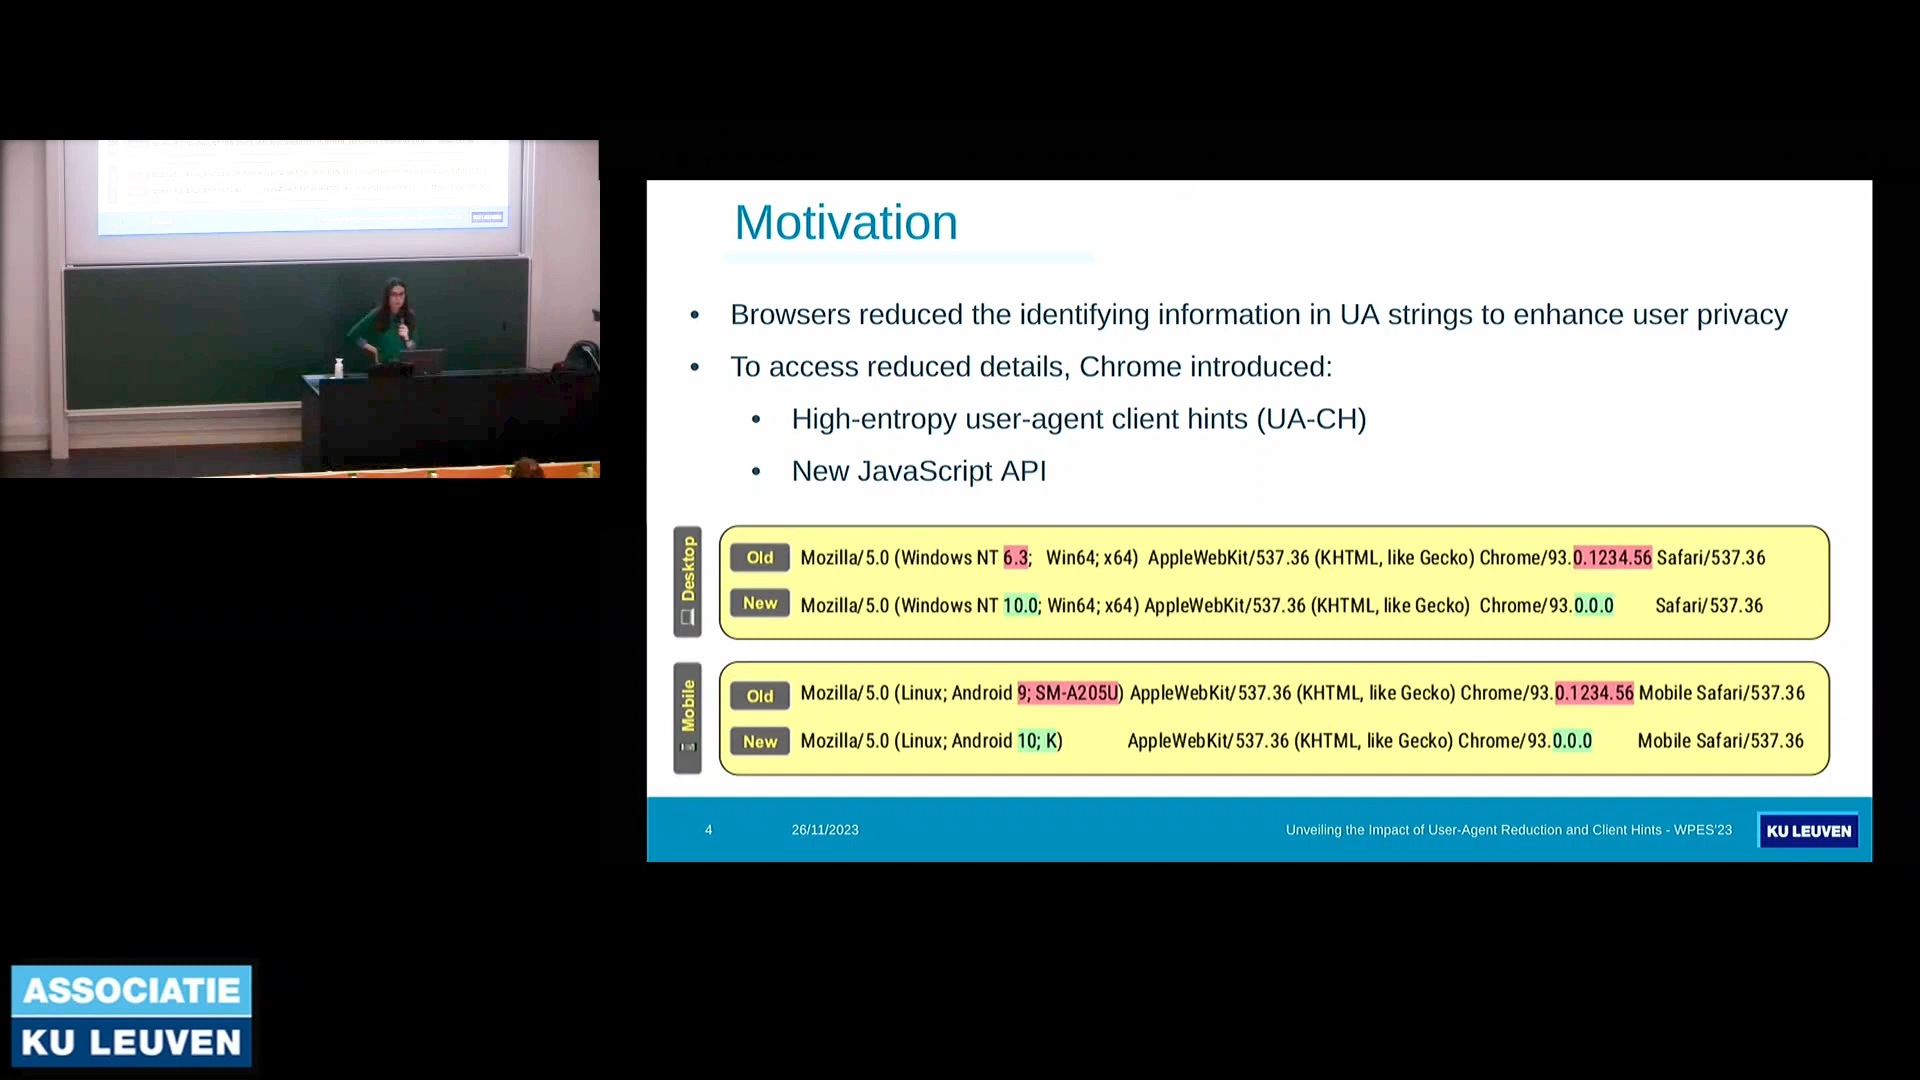 Motivation
• Browsers reduced the identifying information in UA strings to enhance user privacy
• To access reduced details, Chrome introduced:
• High-entropy user-agent client hints (UA-CH)
• New JavaScript API
Desktop
Old Mozilla/5.0 (Windows NT 6.3; Win64; x64) AppleWebKit/537.36 (KHTML, like Gecko) Chrome/93.0.1234.56 Safari/537.36
New Mozilla/5.0 (Windows NT 10.0; Win64; x64) AppleWebKit/537.36 (KHTML, like Gecko) Chrome/93.0.0.0 Safari/537.36
Mobile
Old Mozilla/5.0 (Linux; Android 9; SM-A205U) AppleWebKit/537.36 (KHTML, like Gecko) Chrome/93.0.1234.56 Mobile Safari/537.36
New Mozilla/5.0 (Linux; Android 10; K) AppleWebKit/537.36 (KHTML, like Gecko) Chrome/93.0.0.0 Mobile Safari/537.36
4 26/11/2023 Unveiling the Impact of User-Agent Reduction and Client Hints - WPES'23 KU LEUVEN
KU LEUVEN
ASSOCIATIE
KU LEUVEN